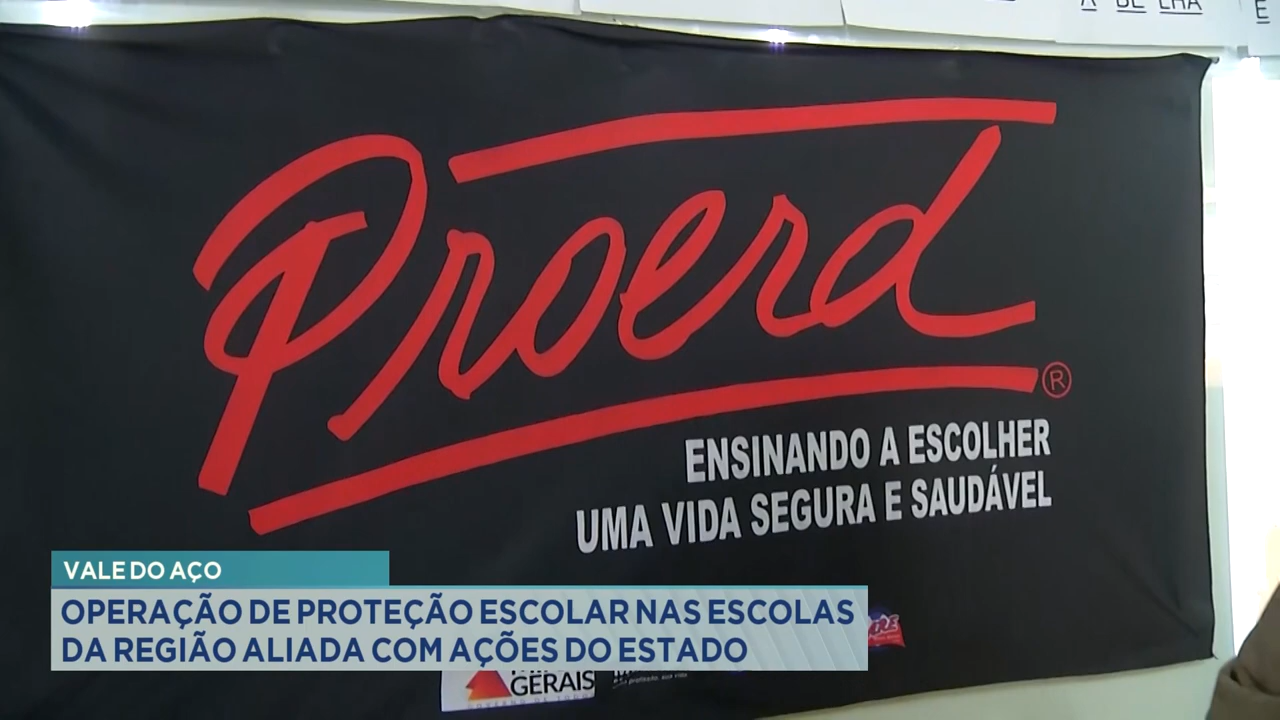 Proerd
®
ENSINANDO A ESCOLHER
UMA VIDA SEGURA E SAUDÁVEL
VALE DO AÇO
OPERAÇÃO DE PROTEÇÃO ESCOLAR NAS ESCOLAS
DA REGIÃO ALIADA COM AÇÕES DO ESTADO
GERAIS